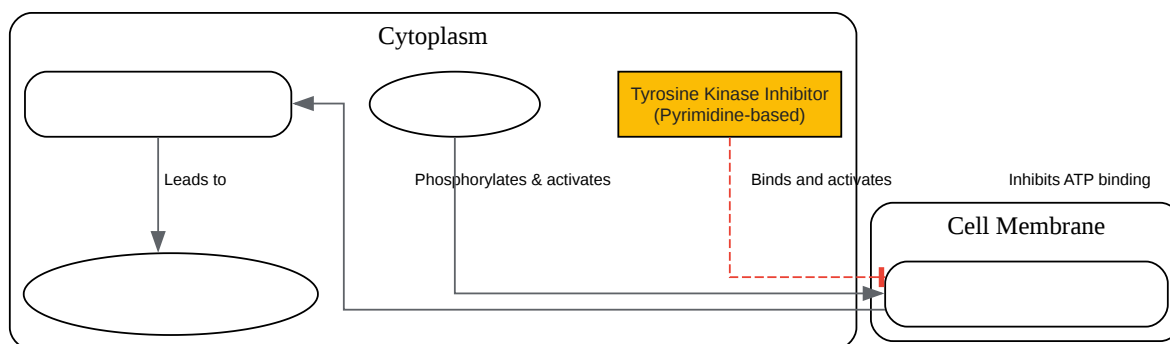 Cytoplasm
Tyrosine Kinase Inhibitor
(Pyrimidine-based)
Leads to
Phosphorylates & activates
Binds and activates
Inhibits ATP binding
Cell Membrane